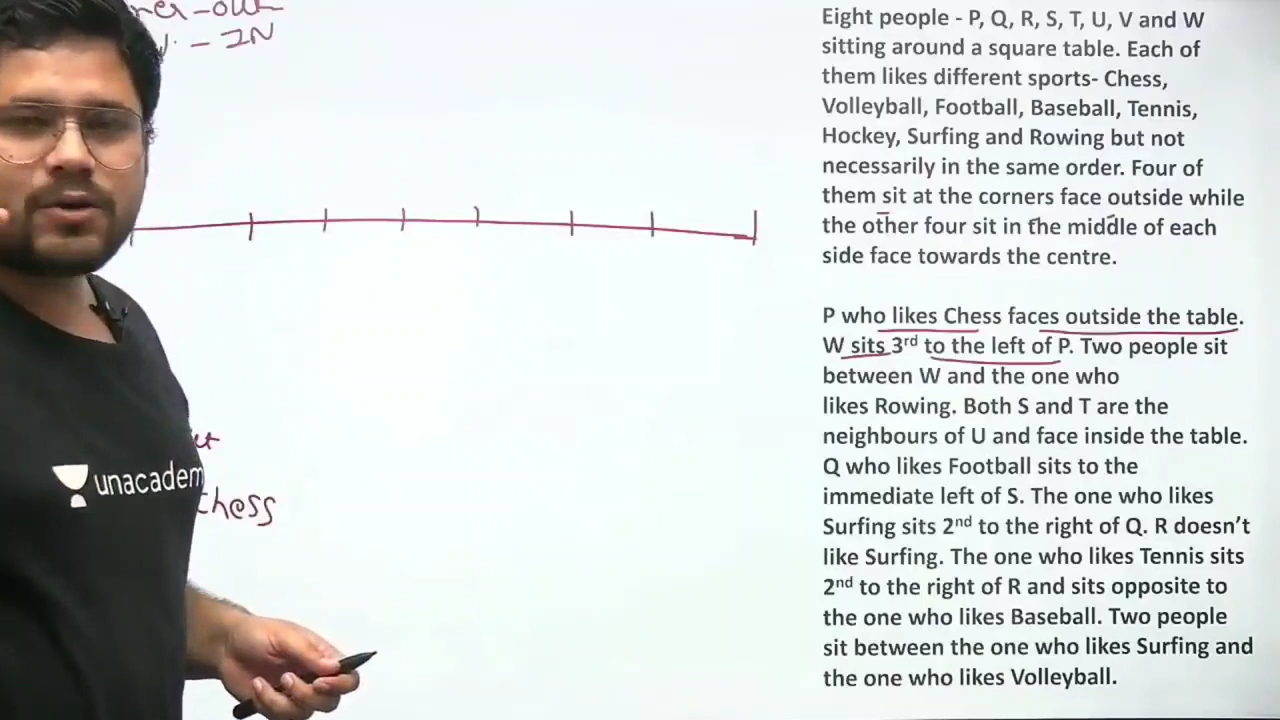 Eight people - P, Q, R, S, T, U, V and W
sitting around a square table. Each of
them likes different sports- Chess,
Volleyball, Football, Baseball, Tennis,
Hockey, Surfing and Rowing but not
necessarily in the same order. Four of
them sit at the corners face outside while
the other four sit in the middle of each
side face towards the centre.
P who likes Chess faces outside the table.
W sits 3rd to the left of P. Two people sit
between W and the one who
likes Rowing. Both S and T are the
neighbours of U and face inside the table.
Q who likes Football sits to the
immediate left of S. The one who likes
Surfing sits 2nd to the right of Q. R doesn’t
like Surfing. The one who likes Tennis sits
2nd to the right of R and sits opposite to
the one who likes Baseball. Two people
sit between the one who likes Surfing and
the one who likes Volleyball.
- IN
chess
unacadem